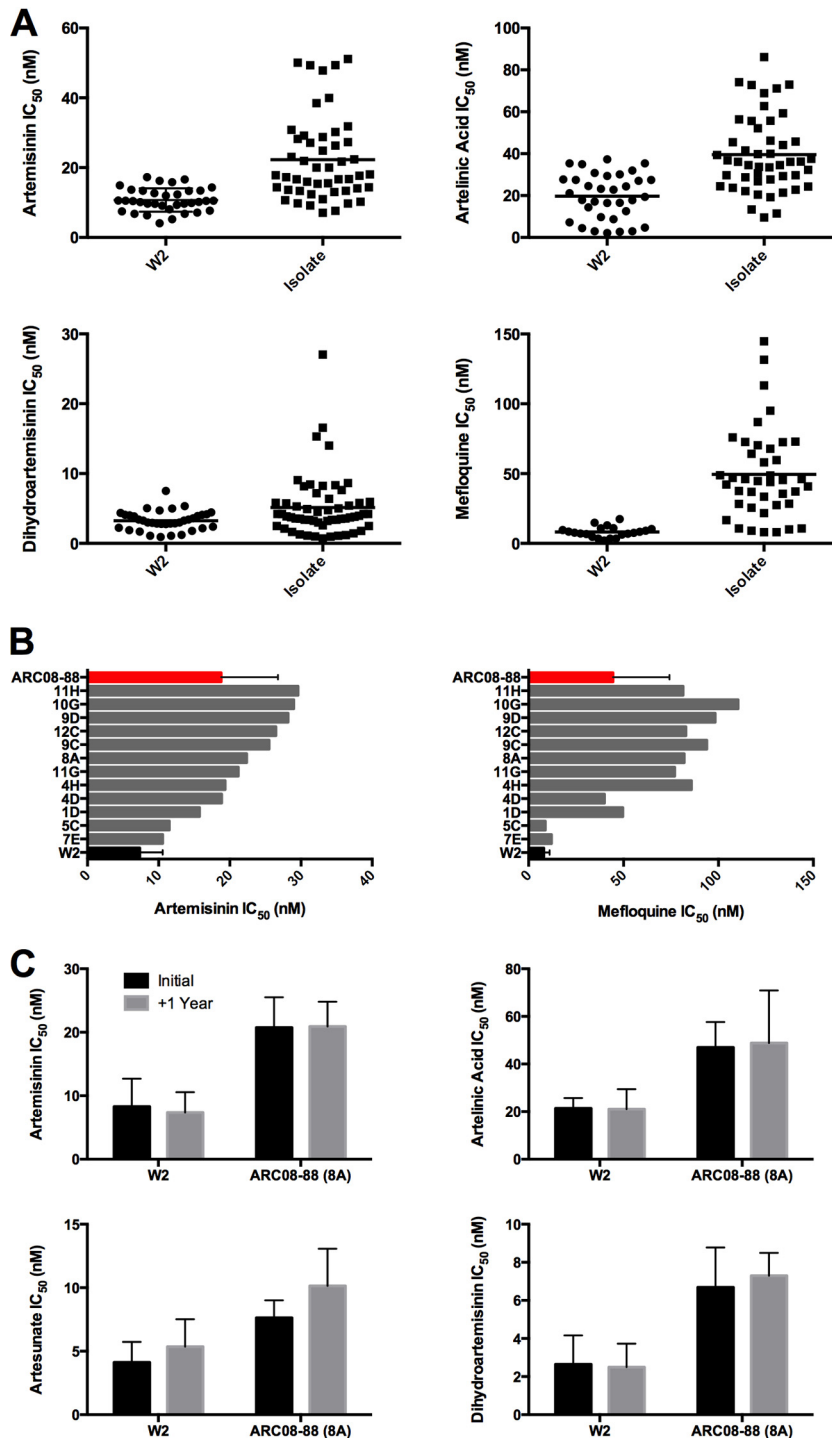 A
Artemisinin IC50 (nM)
60
40
20
0
W2
Isolate
Artelinic Acid IC50 (nM)
100
80
60
40
20
0
W2
Isolate
Dihydroartemisinin IC50 (nM)
30
20
10
0
W2
Isolate
Mefloquine IC50 (nM)
150
100
50
0
W2
Isolate
B
ARC08-88
11H
10G
9D
12C
9C
8A
11G
4H
4D
1D
5C
7E
W2
0 10 20 30 40
Artemisinin IC50 (nM)
ARC08-88
11H
10G
9D
12C
9C
8A
11G
4H
4D
1D
5C
7E
W2
0 50 100 150
Mefloquine IC50 (nM)
C
Artemisinin IC50 (nM)
30
20
10
0
Initial
+1 Year
W2 ARC08-88 (8A)
Artelinic Acid IC50 (nM)
80
60
40
20
0
W2 ARC08-88 (8A)
Artesunate IC50 (nM)
15
10
5
0
W2 ARC08-88 (8A)
Dihydroartemisinin IC50 (nM)
10
8
6
4
2
0
W2 ARC08-88 (8A)